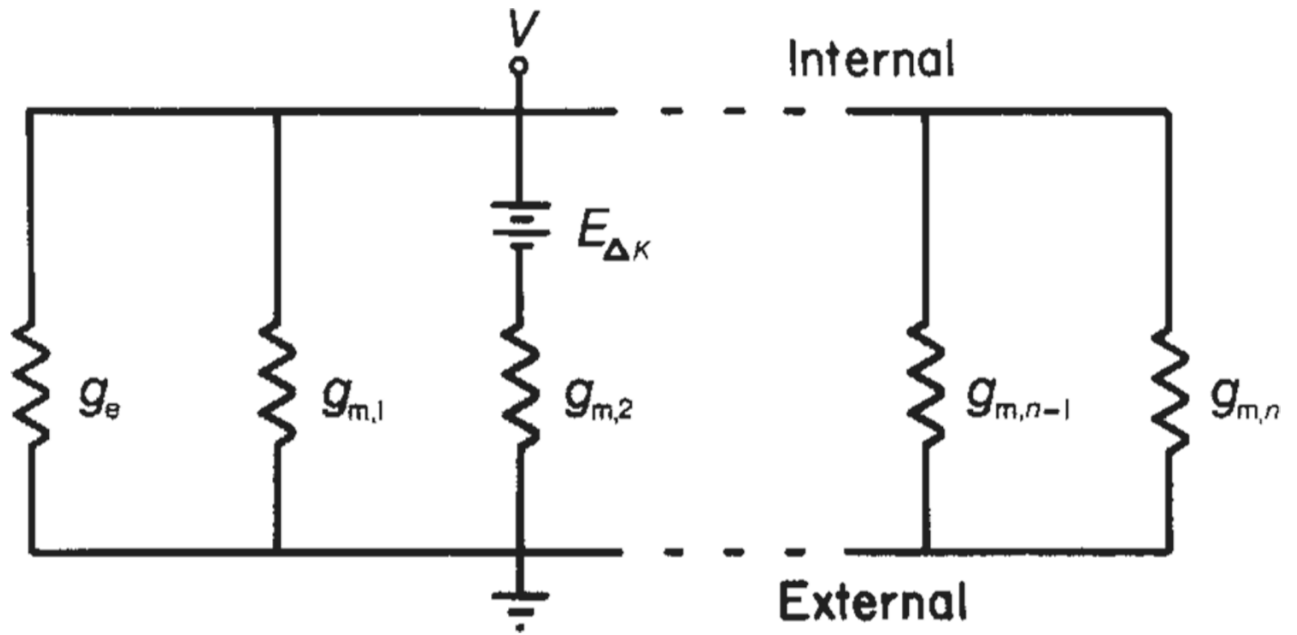 V
Internal
E_ΔK
g_e
g_m,1
g_m,2
g_m,n−1
g_m,n
External